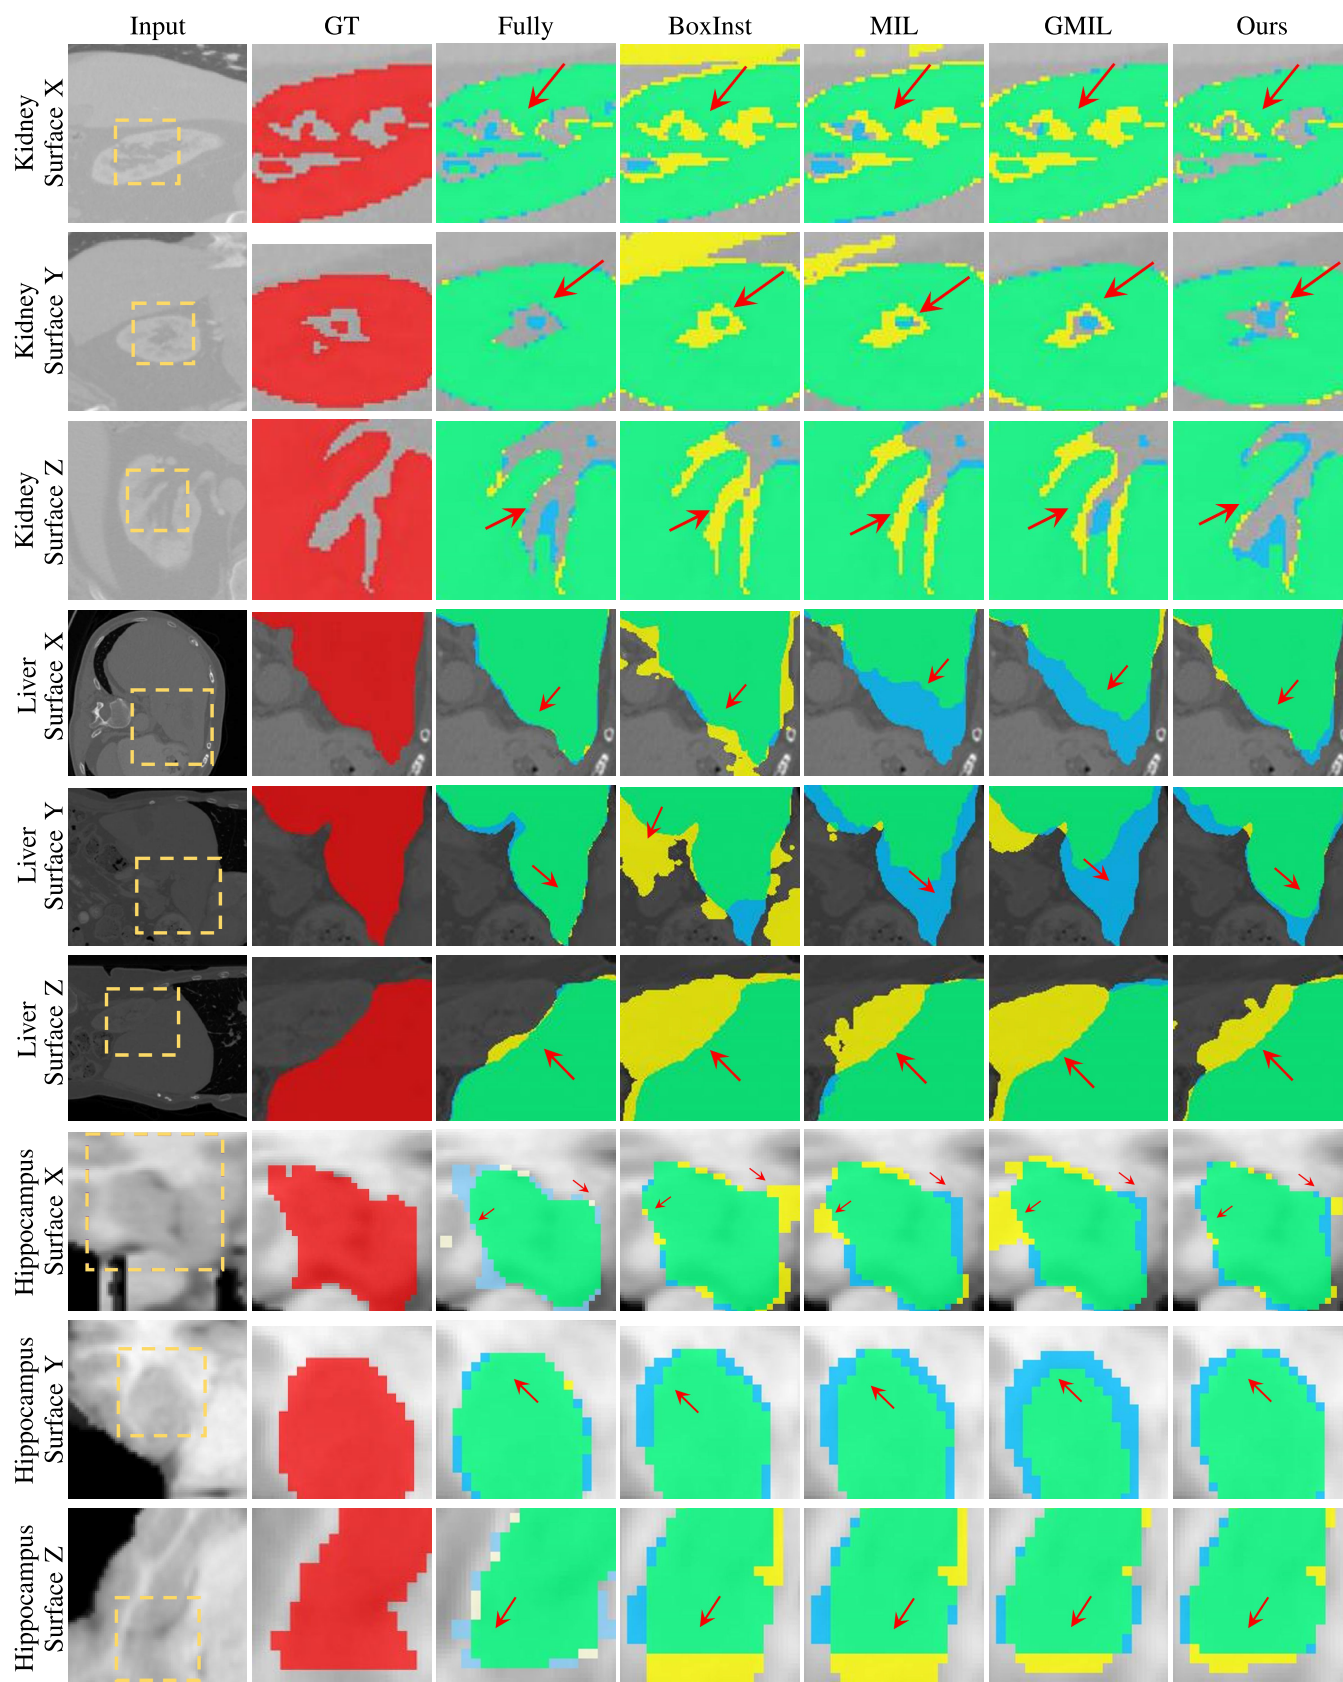 Input GT Fully BoxInst MIL GMIL Ours
Kidney
Surface X
Kidney
Surface Y
Kidney
Surface Z
Liver
Surface X
Liver
Surface Y
Liver
Surface Z
Hippocampus
Surface X
Hippocampus
Surface Y
Hippocampus
Surface Z